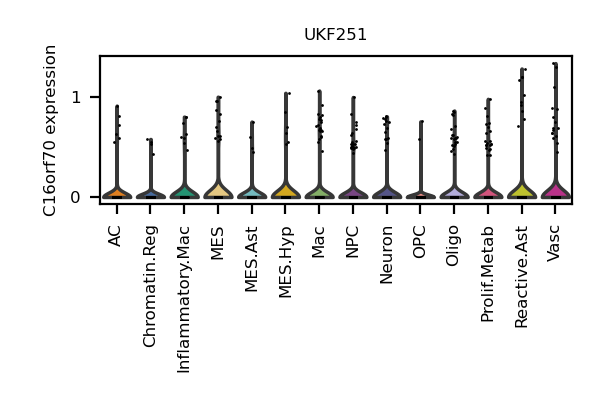 UKF251
C16orf70 expression
1
0
AC
Chromatin.Reg
Inflammatory.Mac
MES
MES.Ast
MES.Hyp
Mac
NPC
Neuron
OPC
Oligo
Prolif.Metab
Reactive.Ast
Vasc